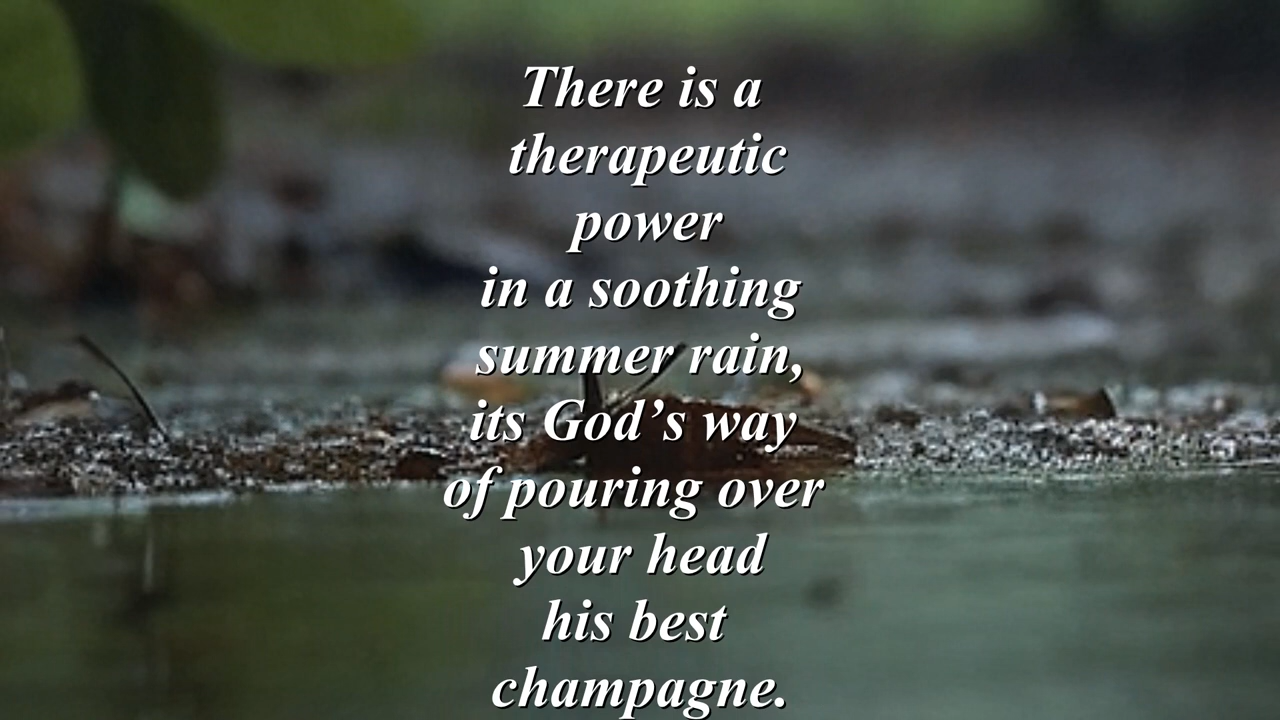 There is a
therapeutic
power
in a soothing
summer rain,
its God’s way
of pouring over
your head
his best
champagne.